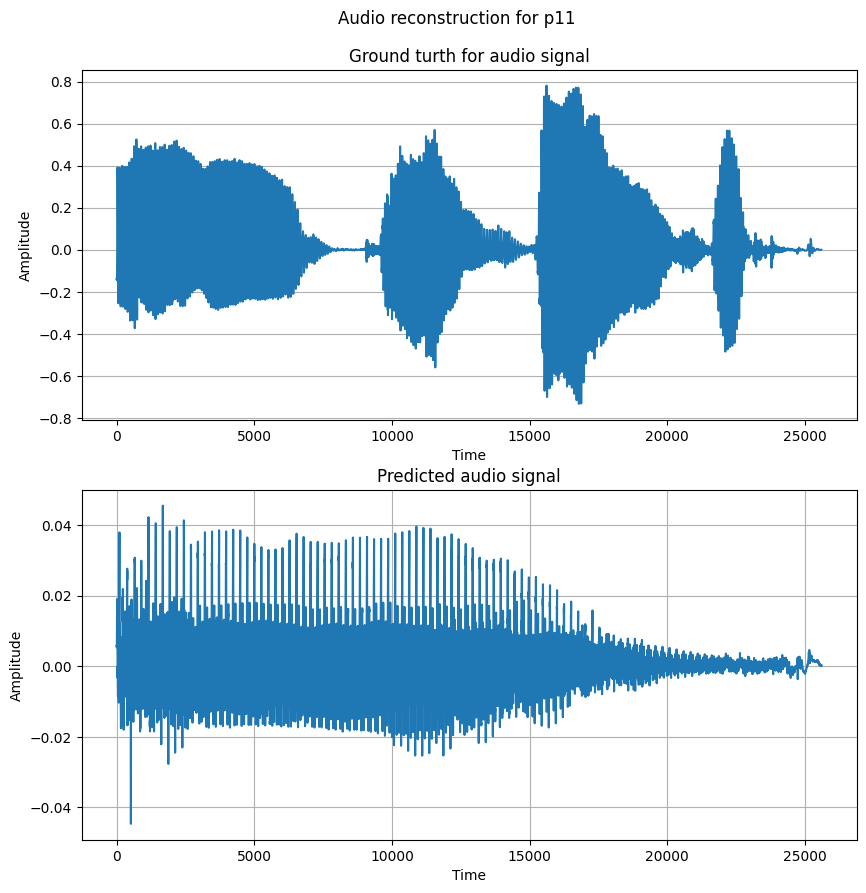 Audio reconstruction for p11
Ground turth for audio signal
0.8
0.6
0.4
0.2
0.0
−0.2
−0.4
−0.6
−0.8
Amplitude
0 5000 10000 15000 20000 25000
Time
Predicted audio signal
0.04
0.02
0.00
−0.02
−0.04
Amplitude
0 5000 10000 15000 20000 25000
Time